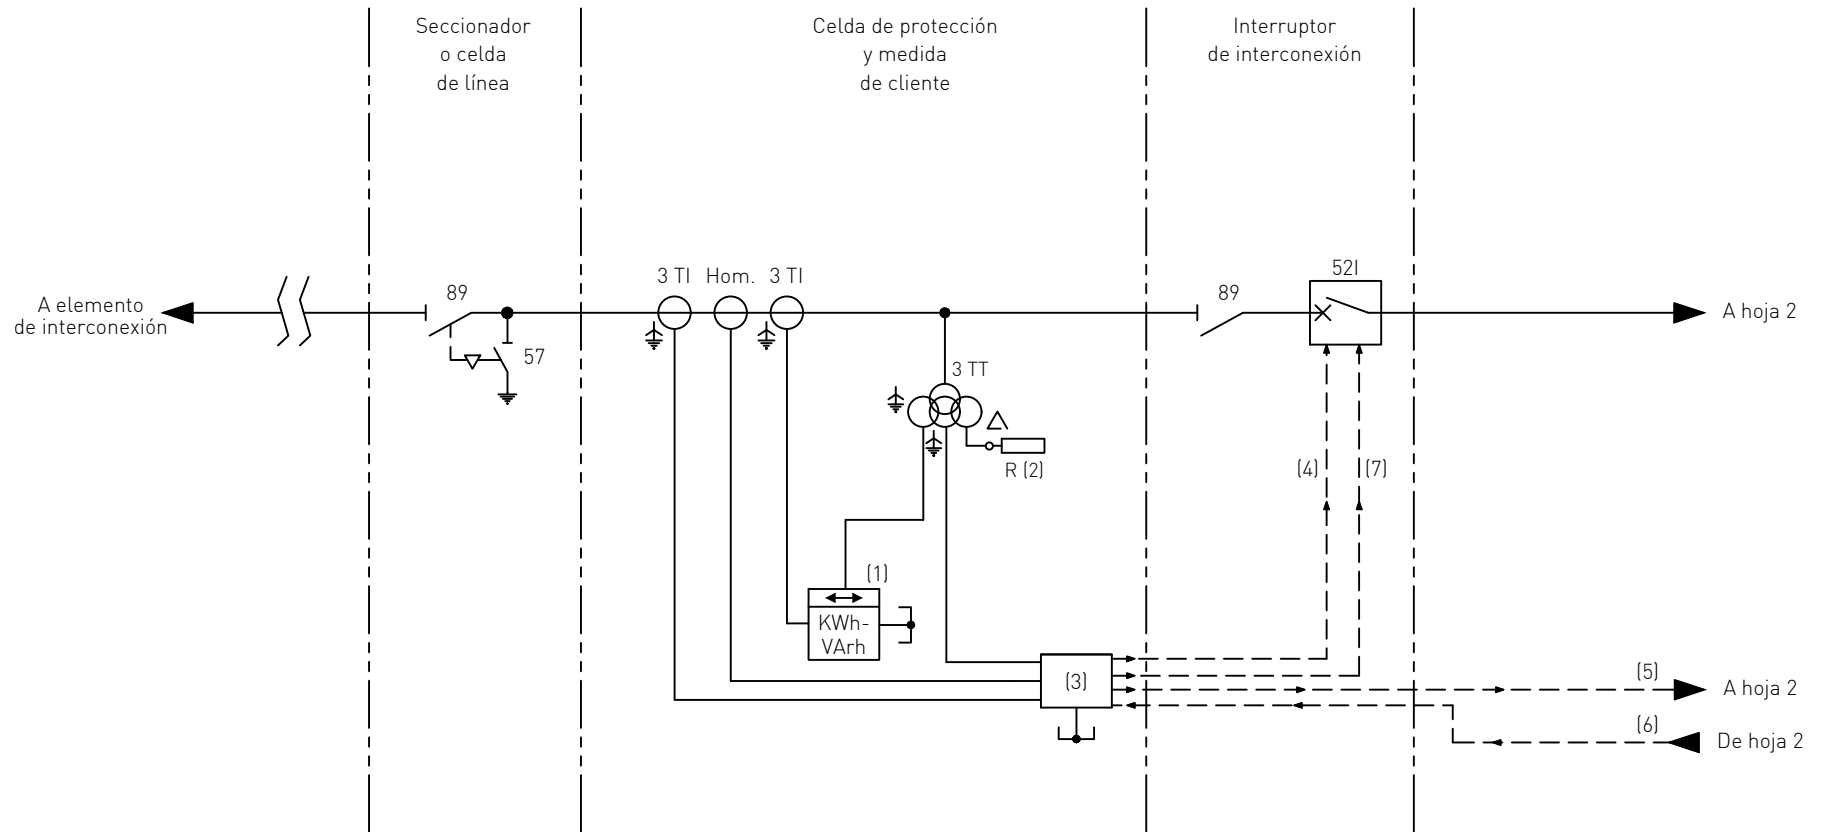 Seccionador
o celda
de línea
Celda de protección
y medida
de cliente
Interruptor
de interconexión
A elemento
de interconexión
89
57
3 TI
Hom.
3 TI
3 TT
R (2)
89
52I
A hoja 2
(4)
(7)
(1)
KWh-
VArh
(3)
(5)
A hoja 2
(6)
De hoja 2